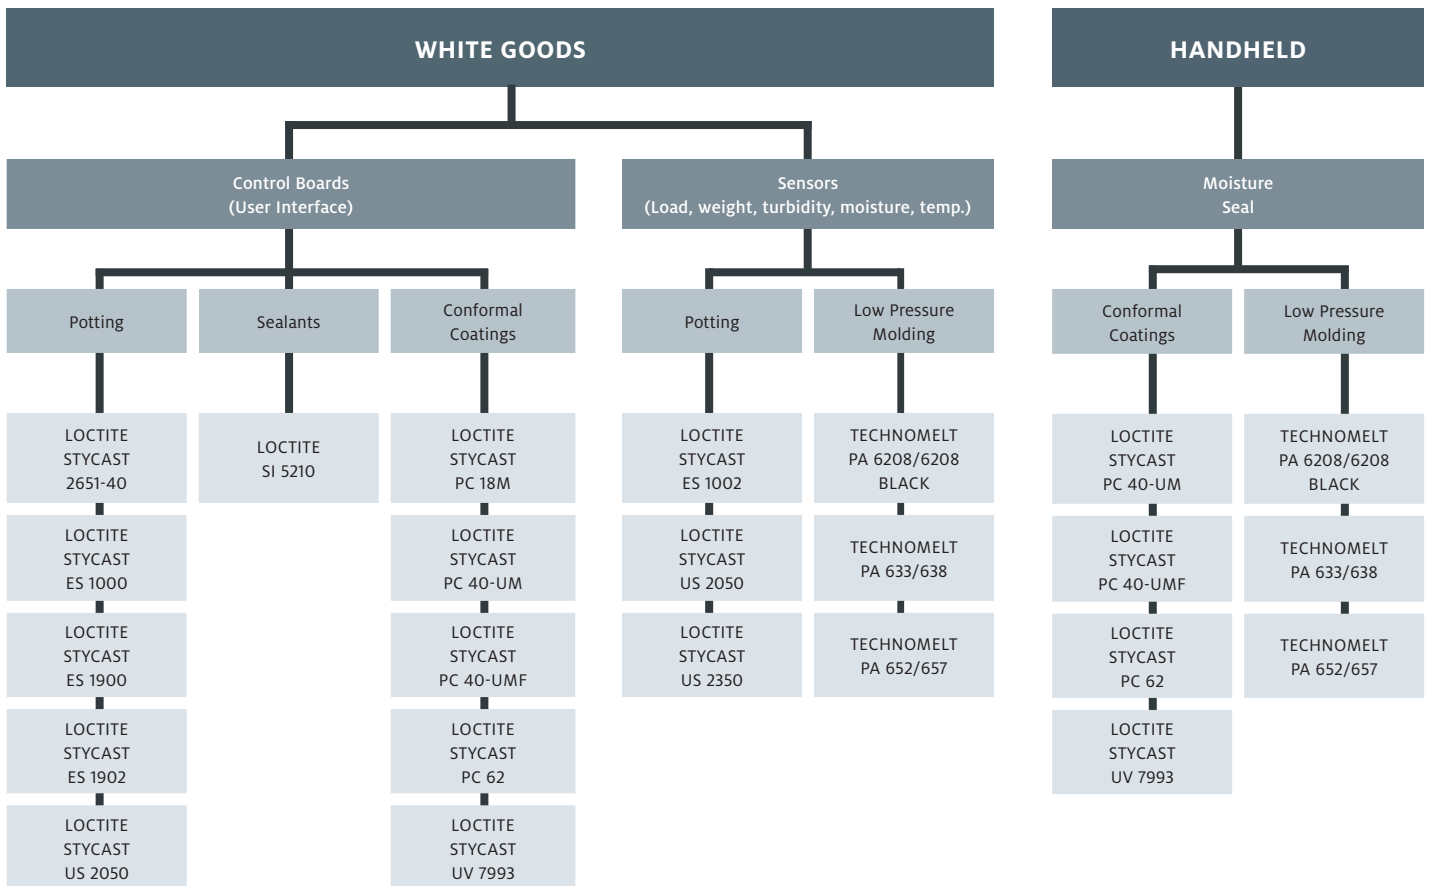 WHITE GOODS
HANDHELD
Control Boards
(User Interface)
Sensors
(Load, weight, turbidity, moisture, temp.)
Moisture
Seal
Potting
Sealants
Conformal
Coatings
Potting
Low Pressure
Molding
Conformal
Coatings
Low Pressure
Molding
LOCTITE
STYCAST
2651-40
LOCTITE
STYCAST
ES 1000
LOCTITE
STYCAST
ES 1900
LOCTITE
STYCAST
ES 1902
LOCTITE
STYCAST
US 2050
LOCTITE
SI 5210
LOCTITE
STYCAST
PC 18M
LOCTITE
STYCAST
PC 40-UM
LOCTITE
STYCAST
PC 40-UMF
LOCTITE
STYCAST
PC 62
LOCTITE
STYCAST
UV 7993
LOCTITE
STYCAST
ES 1002
LOCTITE
STYCAST
US 2050
LOCTITE
STYCAST
US 2350
TECHNOMELT
PA 6208/6208
BLACK
TECHNOMELT
PA 633/638
TECHNOMELT
PA 652/657
LOCTITE
STYCAST
PC 40-UM
LOCTITE
STYCAST
PC 40-UMF
LOCTITE
STYCAST
PC 62
LOCTITE
STYCAST
UV 7993
TECHNOMELT
PA 6208/6208
BLACK
TECHNOMELT
PA 633/638
TECHNOMELT
PA 652/657